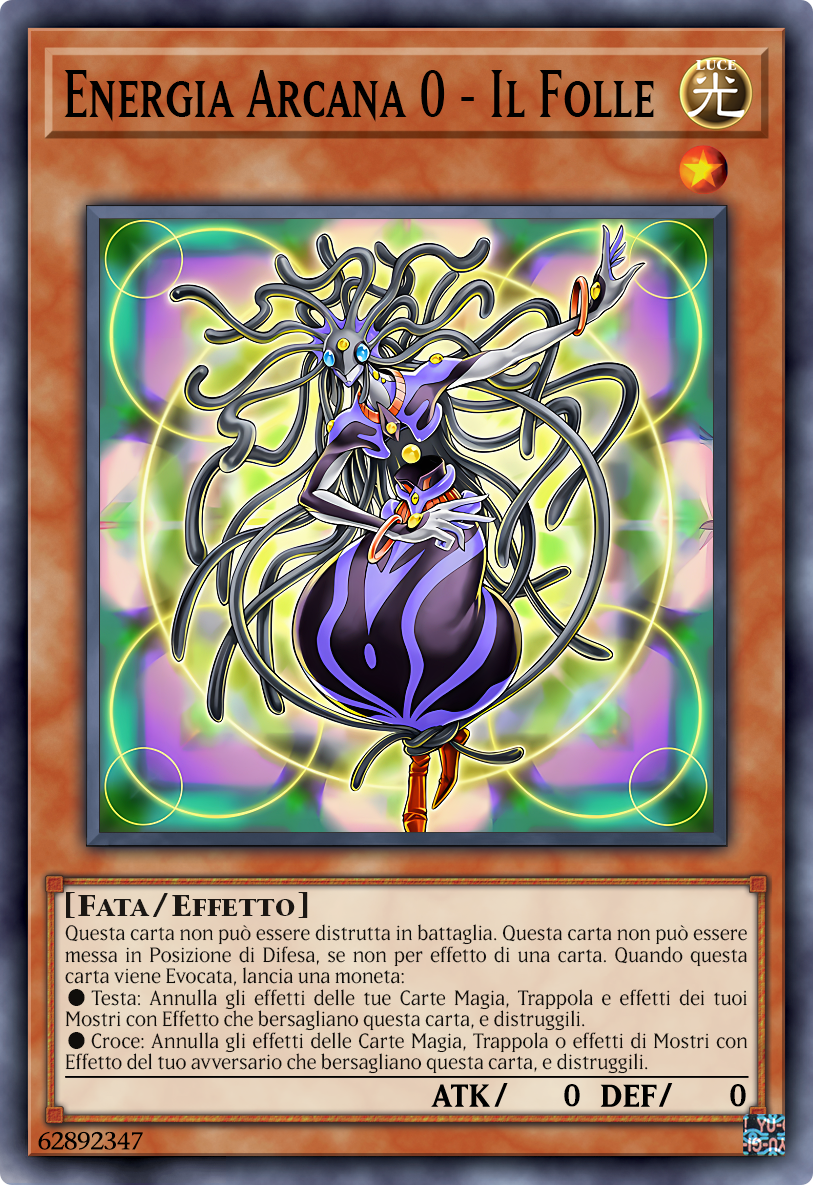 Energia Arcana 0 - Il Folle
LUCE
光
[Fata/Effetto]
Questa carta non può essere distrutta in battaglia. Questa carta non può essere
messa in Posizione di Difesa, se non per effetto di una carta. Quando questa
carta viene Evocata, lancia una moneta:
● Testa: Annulla gli effetti delle tue Carte Magia, Trappola e effetti dei tuoi
Mostri con Effetto che bersagliano questa carta, e distruggili.
● Croce: Annulla gli effetti delle Carte Magia, Trappola o effetti di Mostri con
Effetto del tuo avversario che bersagliano questa carta, e distruggili.
ATK/ 0 DEF/ 0
62892347